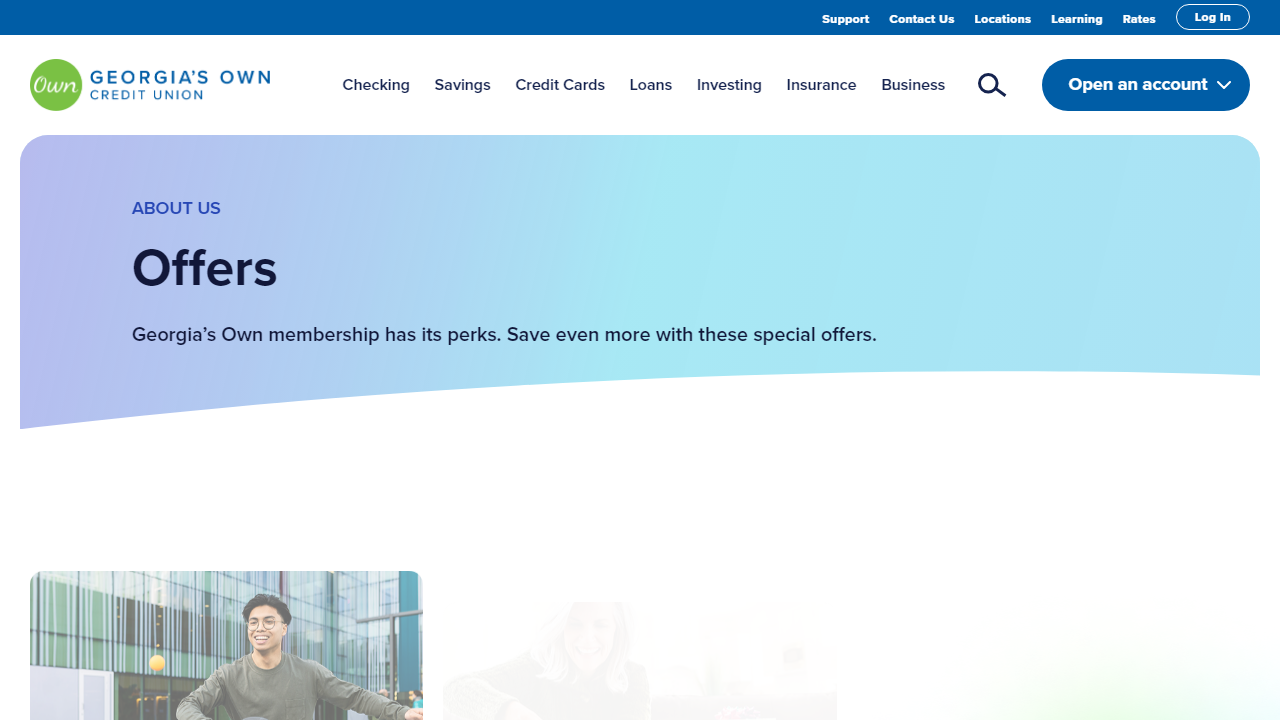 Support Contact Us Locations Learning Rates Log In
Own GEORGIA'S OWN
CREDIT UNION
Checking Savings Credit Cards Loans Investing Insurance Business Open an account
ABOUT US
Offers
Georgia’s Own membership has its perks. Save even more with these special offers.